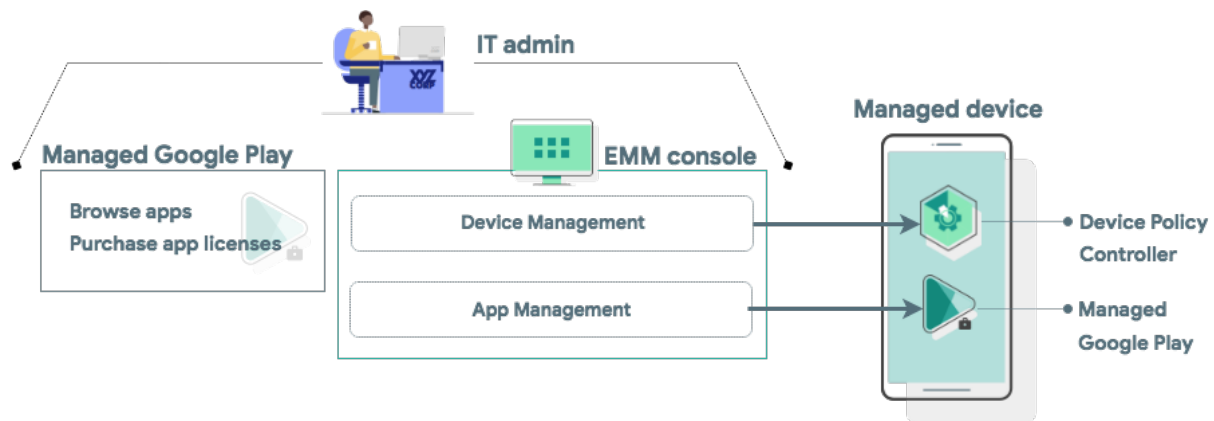 IT admin
XYZ
CORP
Managed device
Managed Google Play
EMM console
Browse apps
Purchase app licenses
Device Management
App Management
Device Policy
Controller
Managed
Google Play